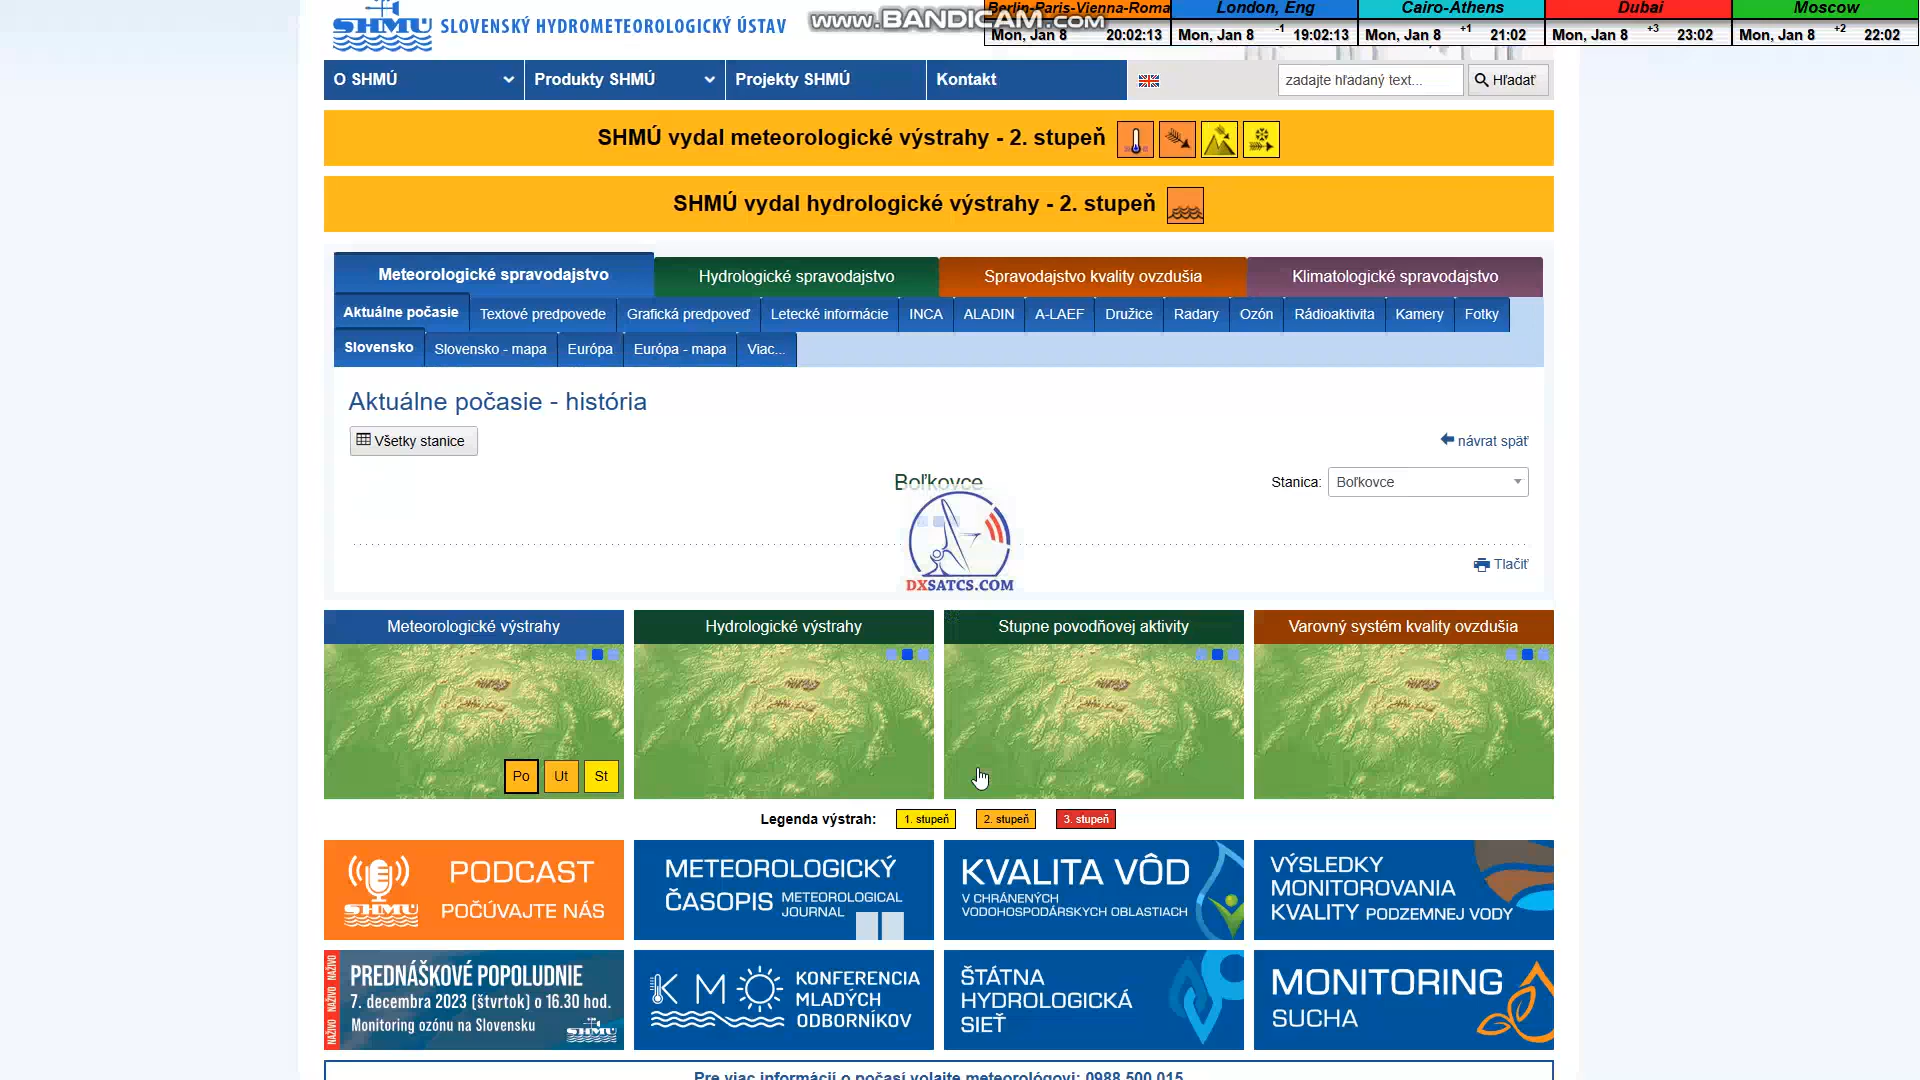 www.BANDICAM.com
Berlin-Paris-Vienna-Roma London, Eng Cairo-Athens Dubai Moscow
Mon, Jan 8 20:02:13 Mon, Jan 8 -1 19:02:13 Mon, Jan 8 +1 21:02 Mon, Jan 8 +3 23:02 Mon, Jan 8 +2 22:02
SHMÚ SLOVENSKÝ HYDROMETEOROLOGICKÝ ÚSTAV
O SHMÚ Produkty SHMÚ Projekty SHMÚ Kontakt zadajte hľadaný text... Hľadať
SHMÚ vydal meteorologické výstrahy - 2. stupeň
SHMÚ vydal hydrologické výstrahy - 2. stupeň
Meteorologické spravodajstvo Hydrologické spravodajstvo Spravodajstvo kvality ovzdušia Klimatologické spravodajstvo
Aktuálne počasie Textové predpovede Grafická predpoveď Letecké informácie INCA ALADIN A-LAEF Družice Radary Ozón Rádioaktivita Kamery Fotky
Slovensko Slovensko - mapa Európa Európa - mapa Viac...
Aktuálne počasie - história
Všetky stanice návrat späť
Boľkovce Stanica: Boľkovce
DXSATCS.COM
Tlačiť
Meteorologické výstrahy Hydrologické výstrahy Stupne povodňovej aktivity Varovný systém kvality ovzdušia
Po Ut St
Legenda výstrah: 1. stupeň 2. stupeň 3. stupeň
PODCAST
POČÚVAJTE NÁS
SHMÚ
METEOROLOGICKÝ
ČASOPIS METEOROLOGICAL
JOURNAL
KVALITA VÔD
V CHRÁNENÝCH
VODOHOSPODÁRSKYCH OBLASTIACH
VÝSLEDKY
MONITOROVANIA
KVALITY PODZEMNEJ VODY
NAŽIVO NAŽIVO NAŽIVO
PREDNÁŠKOVÉ POPOLUDNIE
7. decembra 2023 (štvrtok) o 16.30 hod.
Monitoring ozónu na Slovensku
SHMÚ
KMO KONFERENCIA
MLADÝCH
ODBORNÍKOV
ŠTÁTNA
HYDROLOGICKÁ
SIEŤ
MONITORING
SUCHA
Pre viac informácií o počasí volajte meteorológovi: 0988 500 015